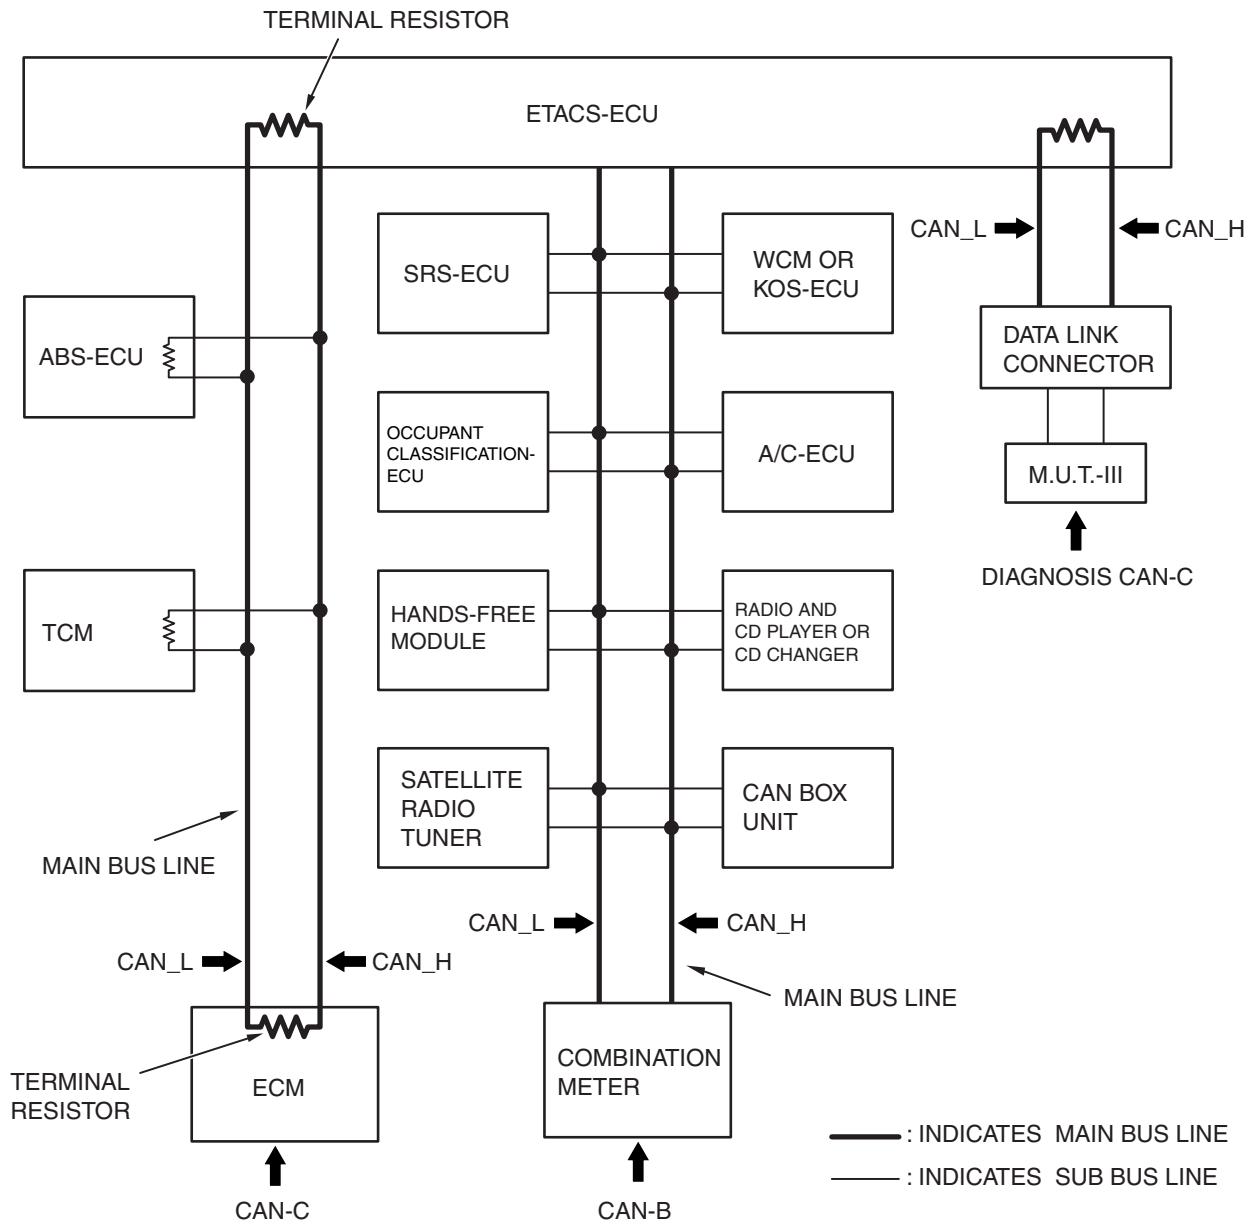 TERMINAL RESISTOR
ETACS-ECU
CAN_L
CAN_H
SRS-ECU
WCM OR
KOS-ECU
ABS-ECU
DATA LINK
CONNECTOR
OCCUPANT
CLASSIFICATION-
ECU
A/C-ECU
M.U.T.-III
DIAGNOSIS CAN-C
TCM
HANDS-FREE
MODULE
RADIO AND
CD PLAYER OR
CD CHANGER
SATELLITE
RADIO
TUNER
CAN BOX
UNIT
MAIN BUS LINE
CAN_L
CAN_H
CAN_L
CAN_H
MAIN BUS LINE
TERMINAL
RESISTOR
ECM
COMBINATION
METER
: INDICATES MAIN BUS LINE
: INDICATES SUB BUS LINE
CAN-C
CAN-B